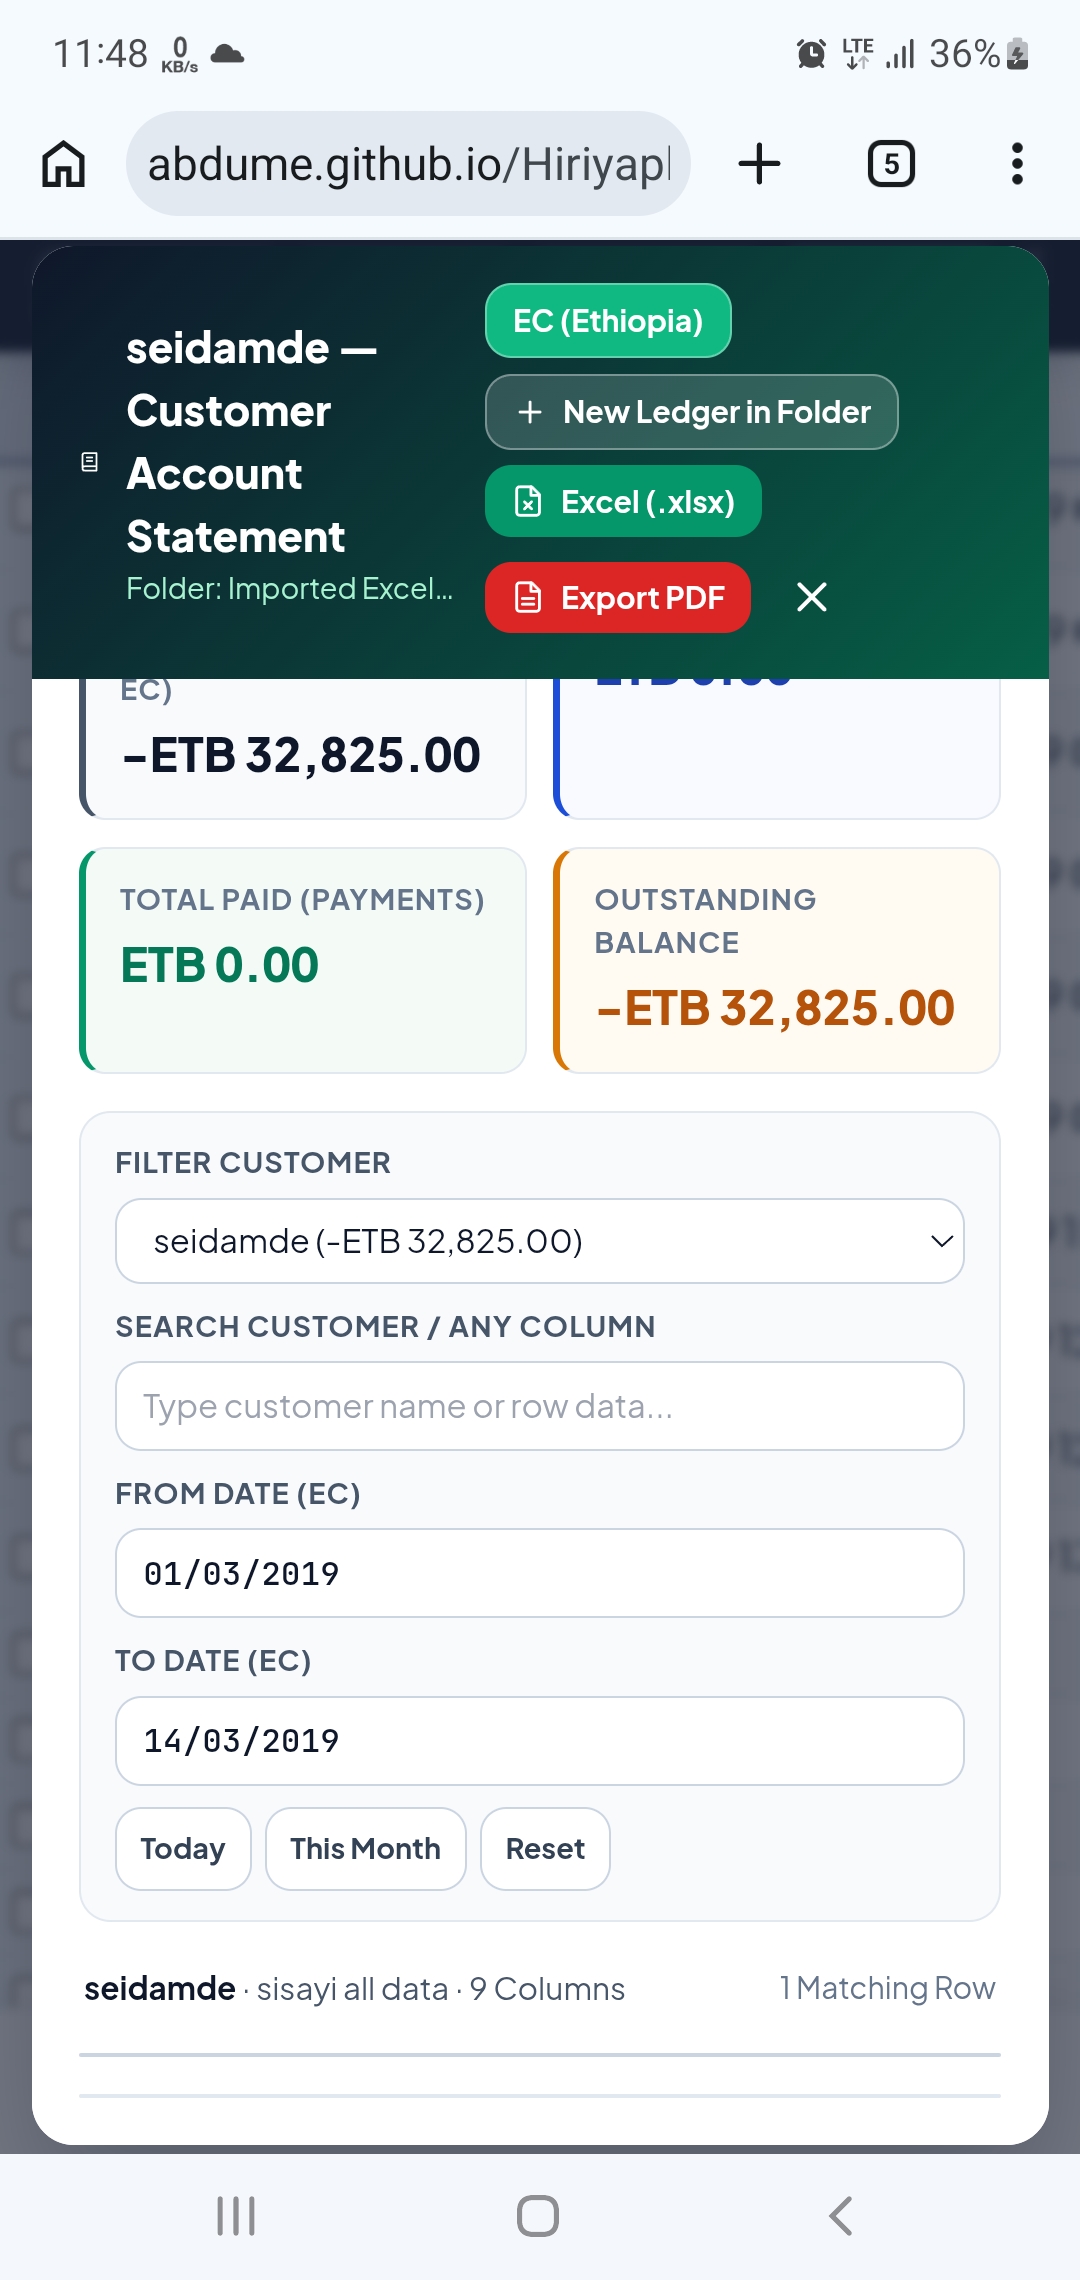 11:48
0
KB/s
LTE
36%
abdume.github.io/Hiriyap
5
seidamde —
Customer
Account
Statement
Folder: Imported Excel...
EC (Ethiopia)
New Ledger in Folder
Excel (.xlsx)
Export PDF
EC)
-ETB 32,825.00
ETB 0.00
TOTAL PAID (PAYMENTS)
ETB 0.00
OUTSTANDING
BALANCE
-ETB 32,825.00
FILTER CUSTOMER
seidamde (-ETB 32,825.00)
SEARCH CUSTOMER / ANY COLUMN
Type customer name or row data...
FROM DATE (EC)
01/03/2019
TO DATE (EC)
14/03/2019
Today
This Month
Reset
seidamde · sisayi all data · 9 Columns
1 Matching Row